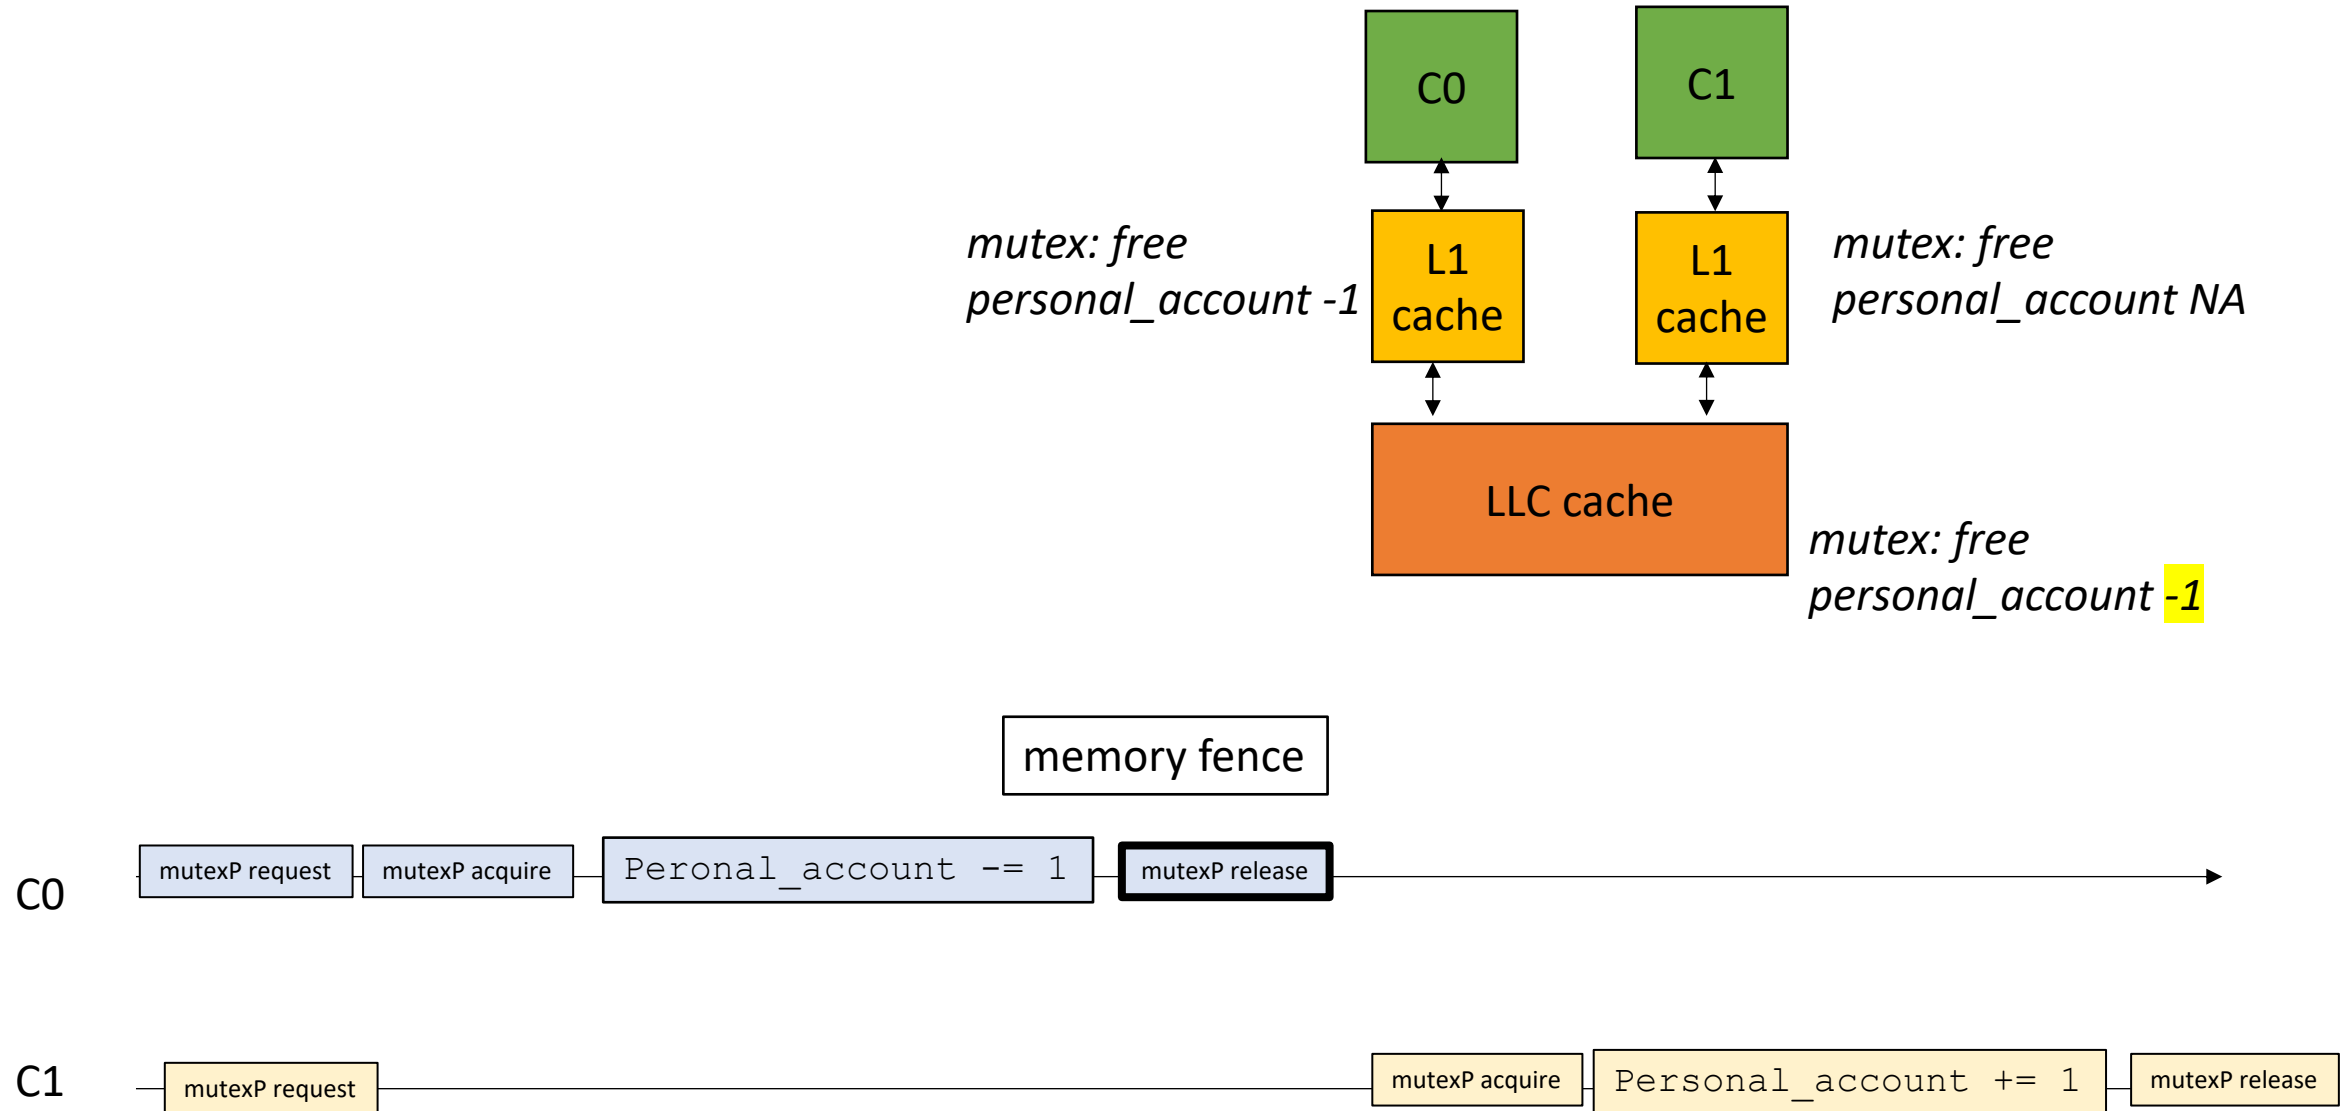 C0
C1
mutex: free
personal_account -1
L1
cache
L1
cache
mutex: free
personal_account NA
LLC cache
mutex: free
personal_account -1
memory fence
C0
mutexP request
mutexP acquire
Peronal_account -= 1
mutexP release
C1
mutexP request
mutexP acquire
Personal_account += 1
mutexP release